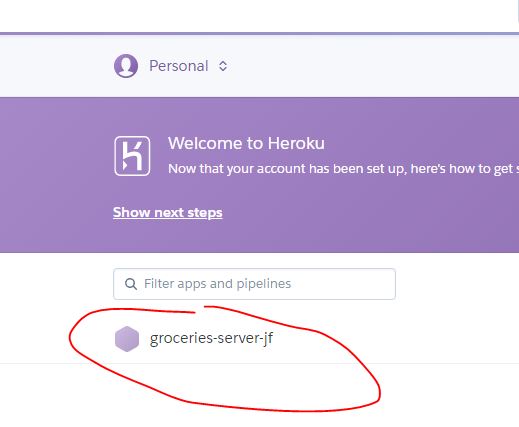 Personal
Welcome to Heroku
Now that your account has been set up, here's how to get s
Show next steps
Filter apps and pipelines
groceries-server-jf